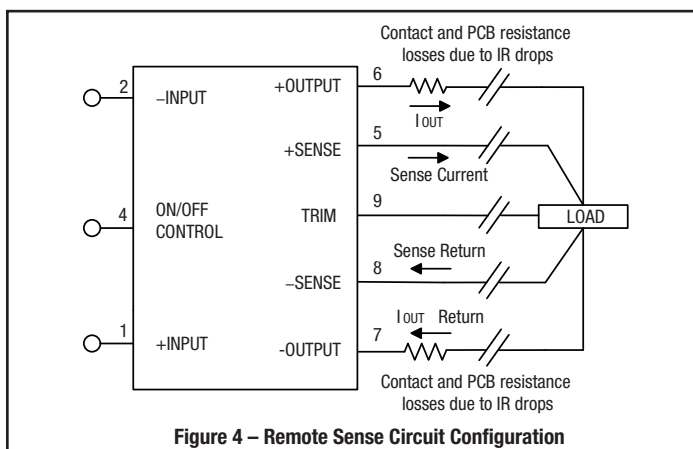 Contact and PCB resistance
losses due to IR drops
6
+OUTPUT
2
–INPUT
IOUT
5
+SENSE
Sense Current
4
ON/OFF
CONTROL
9
TRIM
LOAD
Sense Return
8
–SENSE
IOUT Return
1
+INPUT
7
-OUTPUT
Contact and PCB resistance
losses due to IR drops
Figure 4 – Remote Sense Circuit Configuration